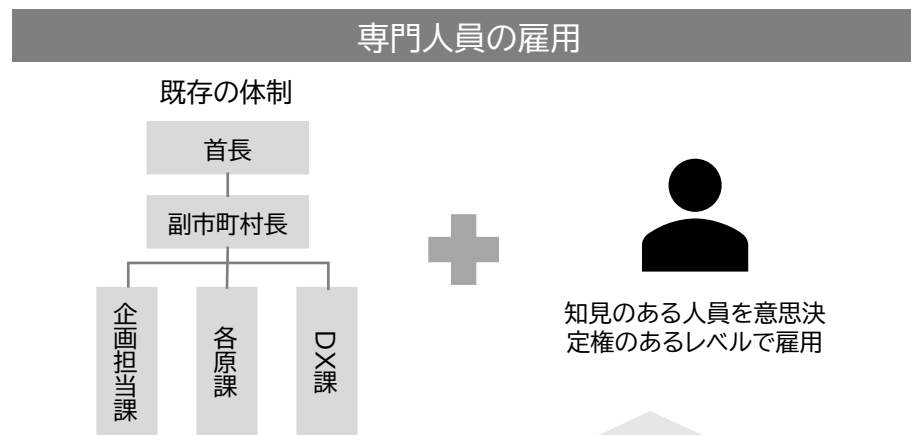 専門人員の雇用
既存の体制
首長
副市町村長
企画担当課
各原課
DX課
知見のある人員を意思決
定権のあるレベルで雇用